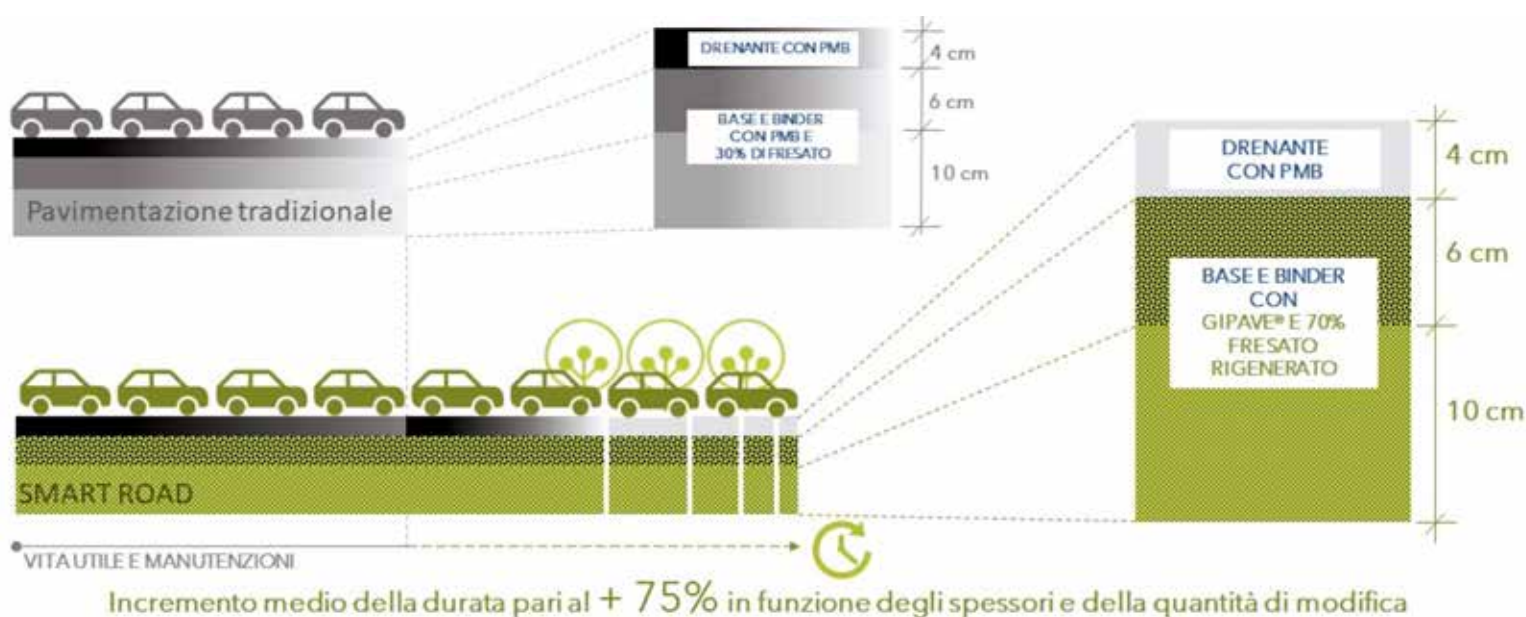 DRENANTE CON PMB
4 cm
6 cm
BASE E BINDER
CON PMB E
30% DI FRESATO
10 cm
Pavimentazione tradizionale
DRENANTE
CON PMB
4 cm
6 cm
BASE E BINDER
CON
GIPAVE® E 70%
FRESATO
RIGENERATO
10 cm
SMART ROAD
VITA UTILE E MANUTENZIONI
Incremento medio della durata pari al + 75% in funzione degli spessori e della quantità di modifica